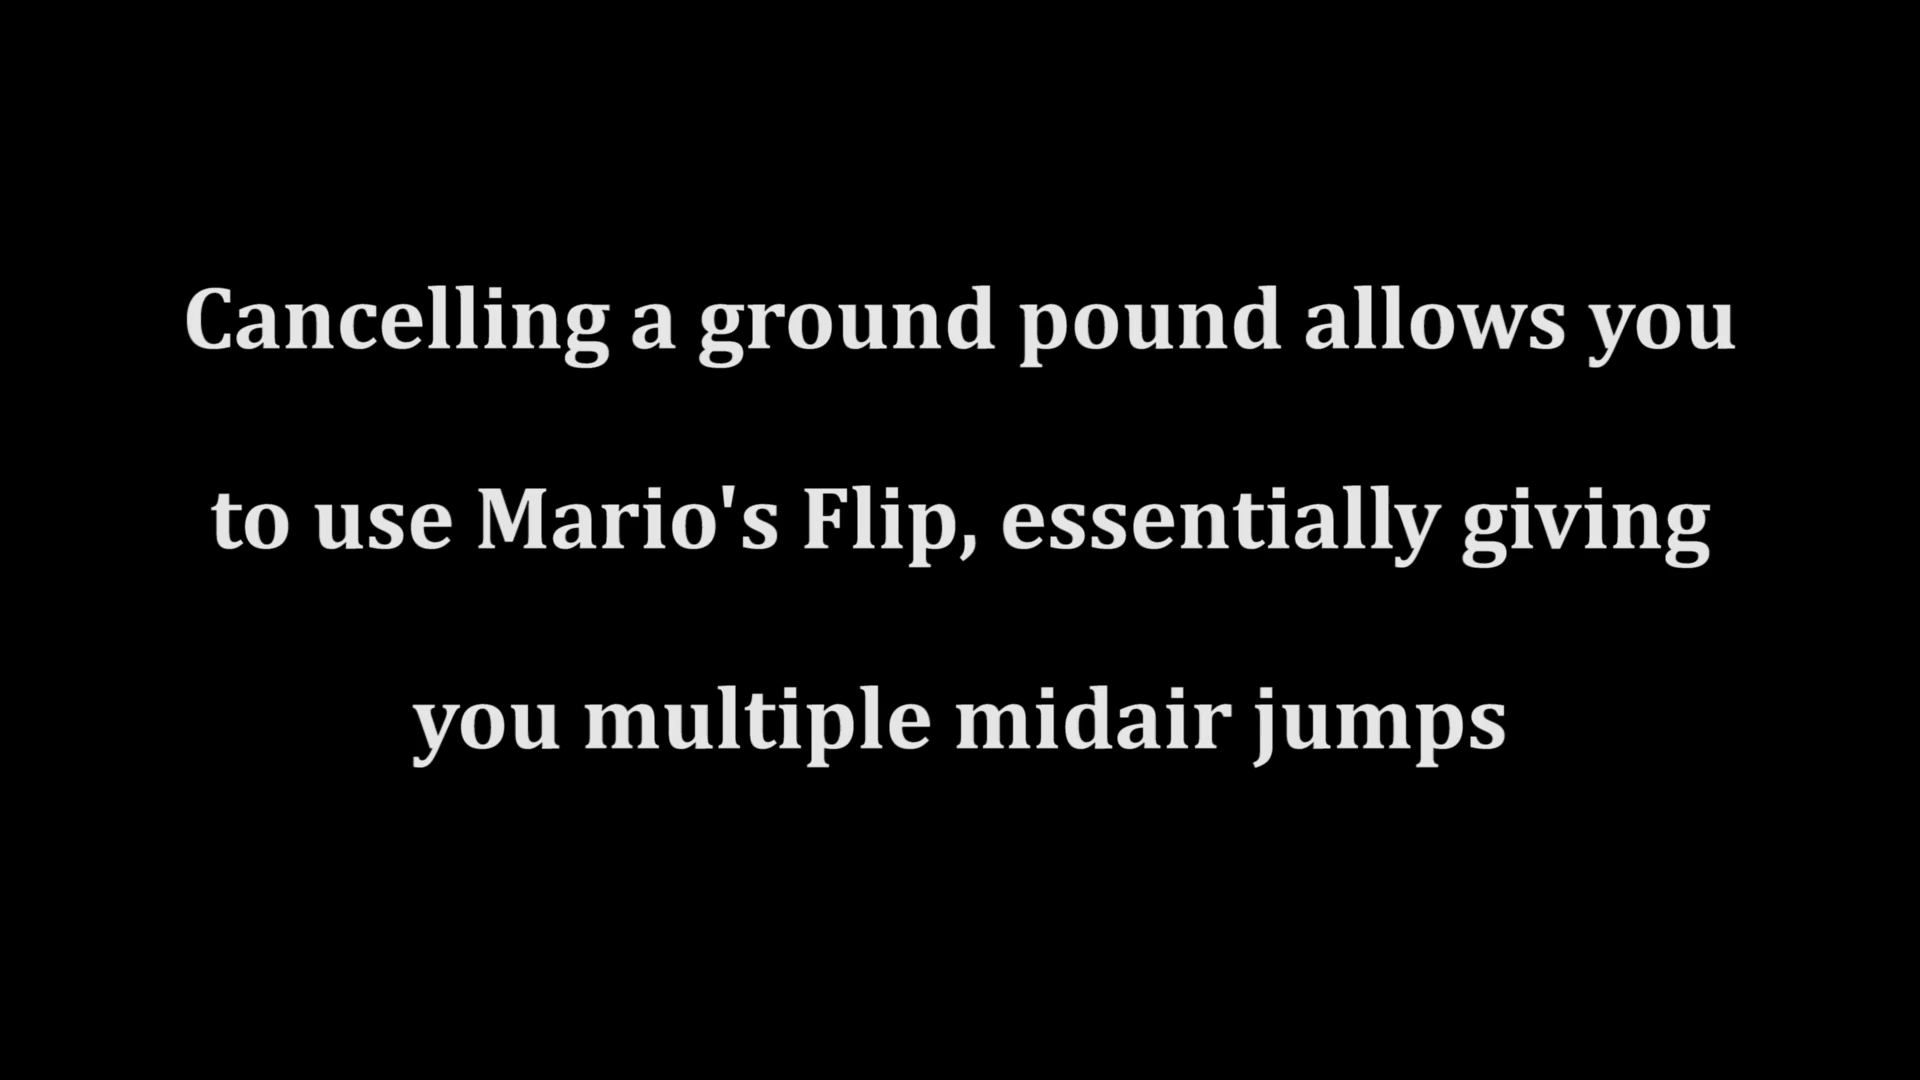 Cancelling a ground pound allows you
to use Mario's Flip, essentially giving
you multiple midair jumps